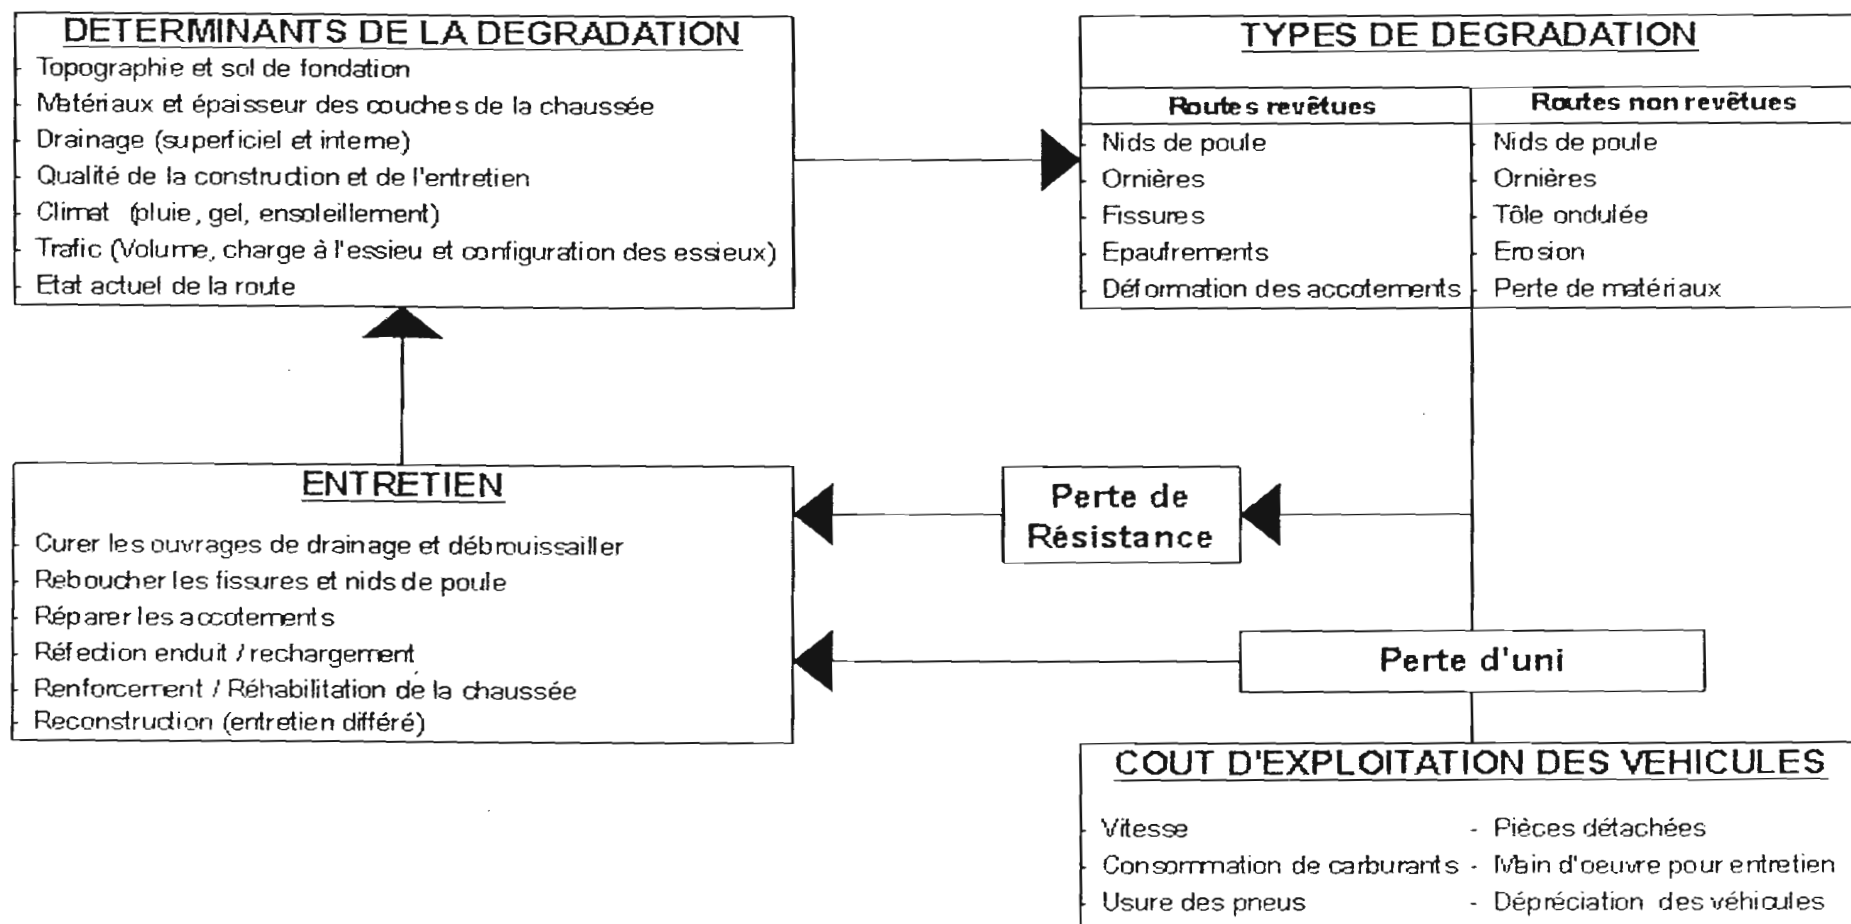 DETERMINANTS DE LA DEGRADATION
- Topographie et sol de fondation
- Matériaux et épaisseur des couches de la chaussée
- Drainage (superficiel et interne)
- Qualité de la construction et de l'entretien
- Climat (pluie, gel, ensoleillement)
- Trafic (Volume, charge à l'essieu et configuration des essieux)
- Etat actuel de la route
TYPES DE DEGRADATION
Routes revêtues
- Nids de poule
- Ornières
- Fissures
- Epaufrements
- Déformation des accotements
Routes non revêtues
- Nids de poule
- Ornières
- Tôle ondulée
- Erosion
- Perte de matériaux
ENTRETIEN
- Curer les ouvrages de drainage et débrouissailler
- Reboucher les fissures et nids de poule
- Réparer les accotements
- Réfection enduit / rechargement
- Renforcement / Réhabilitation de la chaussée
- Reconstruction (entretien différé)
Perte de
Résistance
Perte d'uni
COUT D'EXPLOITATION DES VEHICULES
- Vitesse
- Consommation de carburants
- Usure des pneus
- Pièces détachées
- Main d'oeuvre pour entretien
- Dépréciation des véhicules